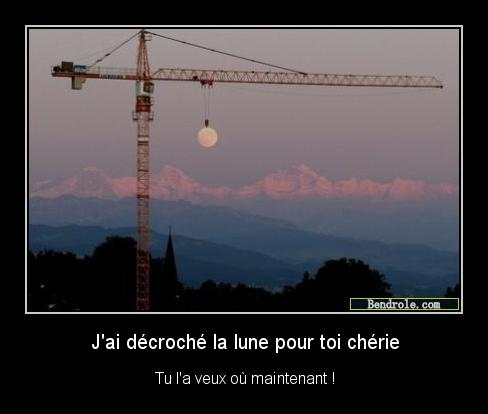 Bendrole.com
J'ai décroché la lune pour toi chérie
Tu l'a veux où maintenant !